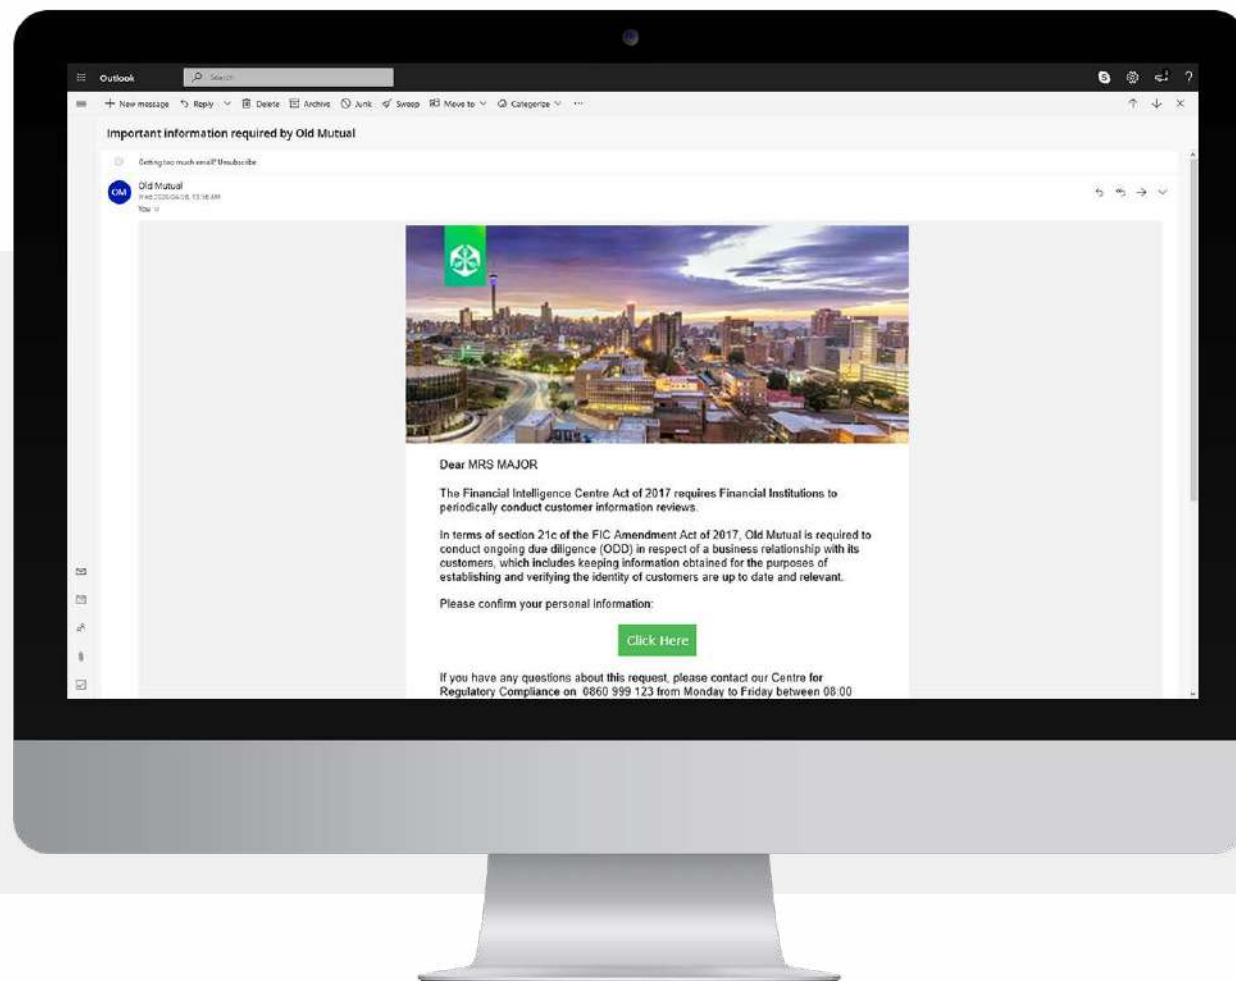 Outlook
Search
New message Reply Delete Archive Junk Sweep Move to Categorize
Important information required by Old Mutual
Getting too much email? Unsubscribe
OM
Old Mutual
You
Dear MRS MAJOR
The Financial Intelligence Centre Act of 2017 requires Financial Institutions to
periodically conduct customer information reviews.
In terms of section 21c of the FIC Amendment Act of 2017, Old Mutual is required to
conduct ongoing due diligence (ODD) in respect of a business relationship with its
customers, which includes keeping information obtained for the purposes of
establishing and verifying the identity of customers are up to date and relevant.
Please confirm your personal information:
Click Here
If you have any questions about this request, please contact our Centre for
Regulatory Compliance on 0860 999 123 from Monday to Friday between 08:00